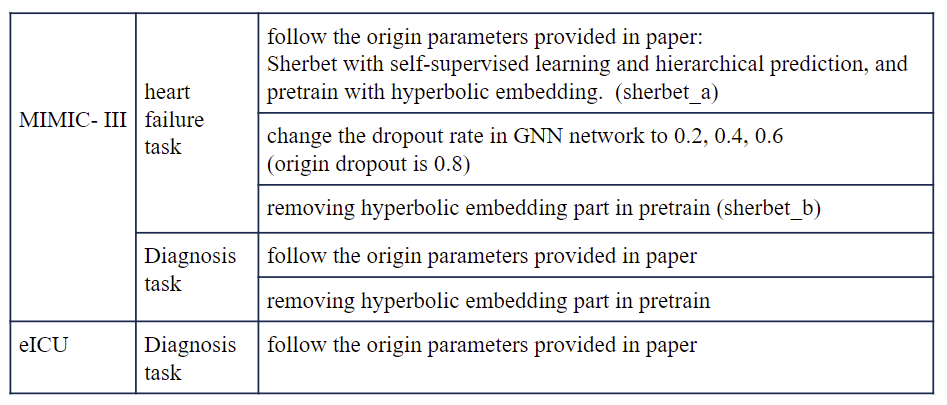 MIMIC- III
heart
failure
task
follow the origin parameters provided in paper:
Sherbet with self-supervised learning and hierarchical prediction, and
pretrain with hyperbolic embedding.  (sherbet_a)
change the dropout rate in GNN network to 0.2, 0.4, 0.6
(origin dropout is 0.8)
removing hyperbolic embedding part in pretrain (sherbet_b)
Diagnosis
task
follow the origin parameters provided in paper
removing hyperbolic embedding part in pretrain
eICU
Diagnosis
task
follow the origin parameters provided in paper